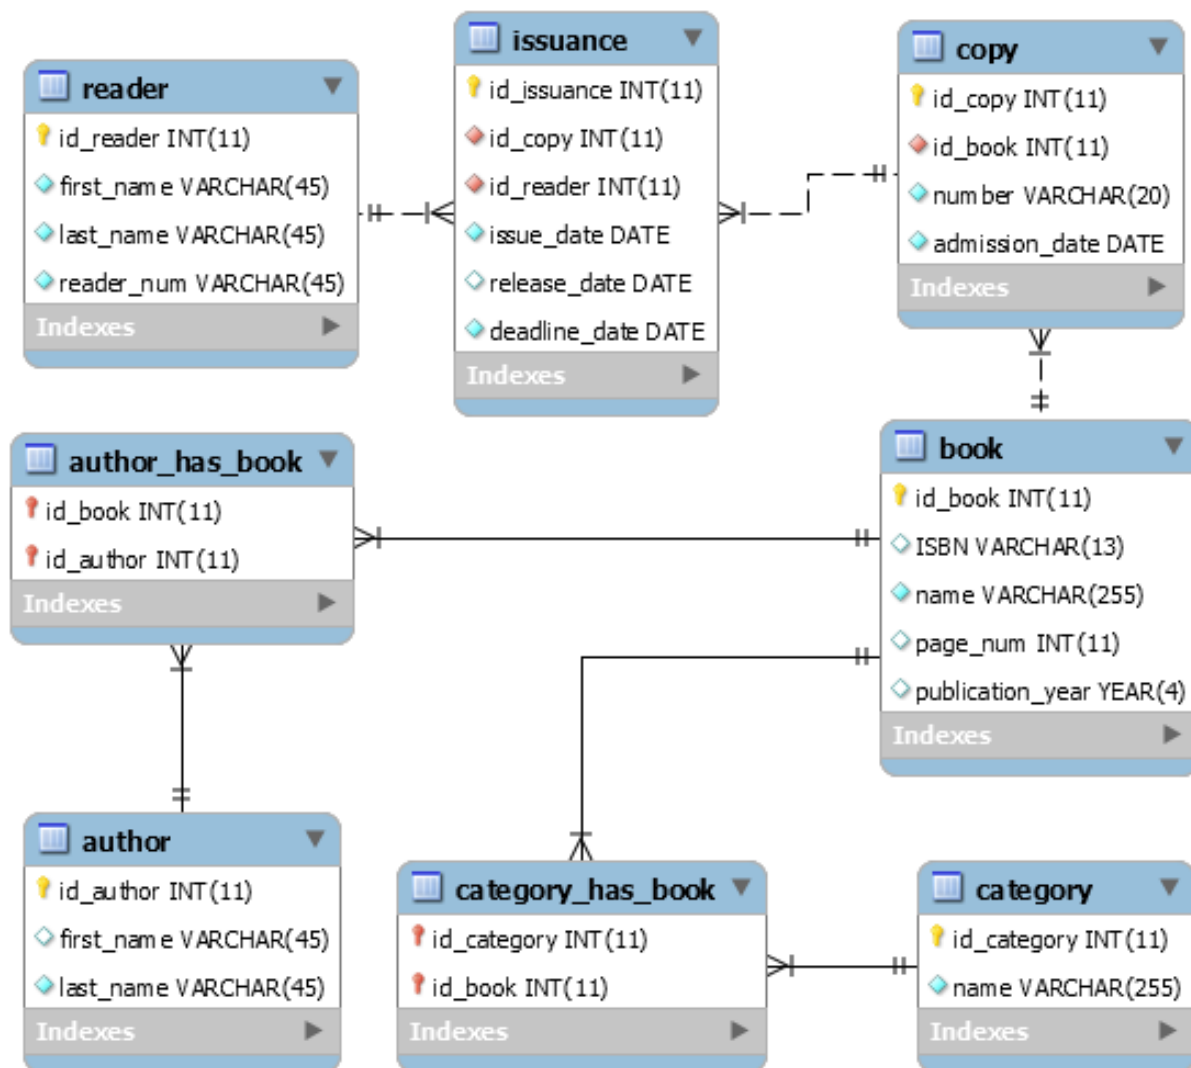 reader
id_reader INT(11)
first_name VARCHAR(45)
last_name VARCHAR(45)
reader_num VARCHAR(45)
Indexes
issuance
id_issuance INT(11)
id_copy INT(11)
id_reader INT(11)
issue_date DATE
release_date DATE
deadline_date DATE
Indexes
copy
id_copy INT(11)
id_book INT(11)
number VARCHAR(20)
admission_date DATE
Indexes
author_has_book
id_book INT(11)
id_author INT(11)
Indexes
book
id_book INT(11)
ISBN VARCHAR(13)
name VARCHAR(255)
page_num INT(11)
publication_year YEAR(4)
Indexes
author
id_author INT(11)
first_name VARCHAR(45)
last_name VARCHAR(45)
Indexes
category_has_book
id_category INT(11)
id_book INT(11)
Indexes
category
id_category INT(11)
name VARCHAR(255)
Indexes